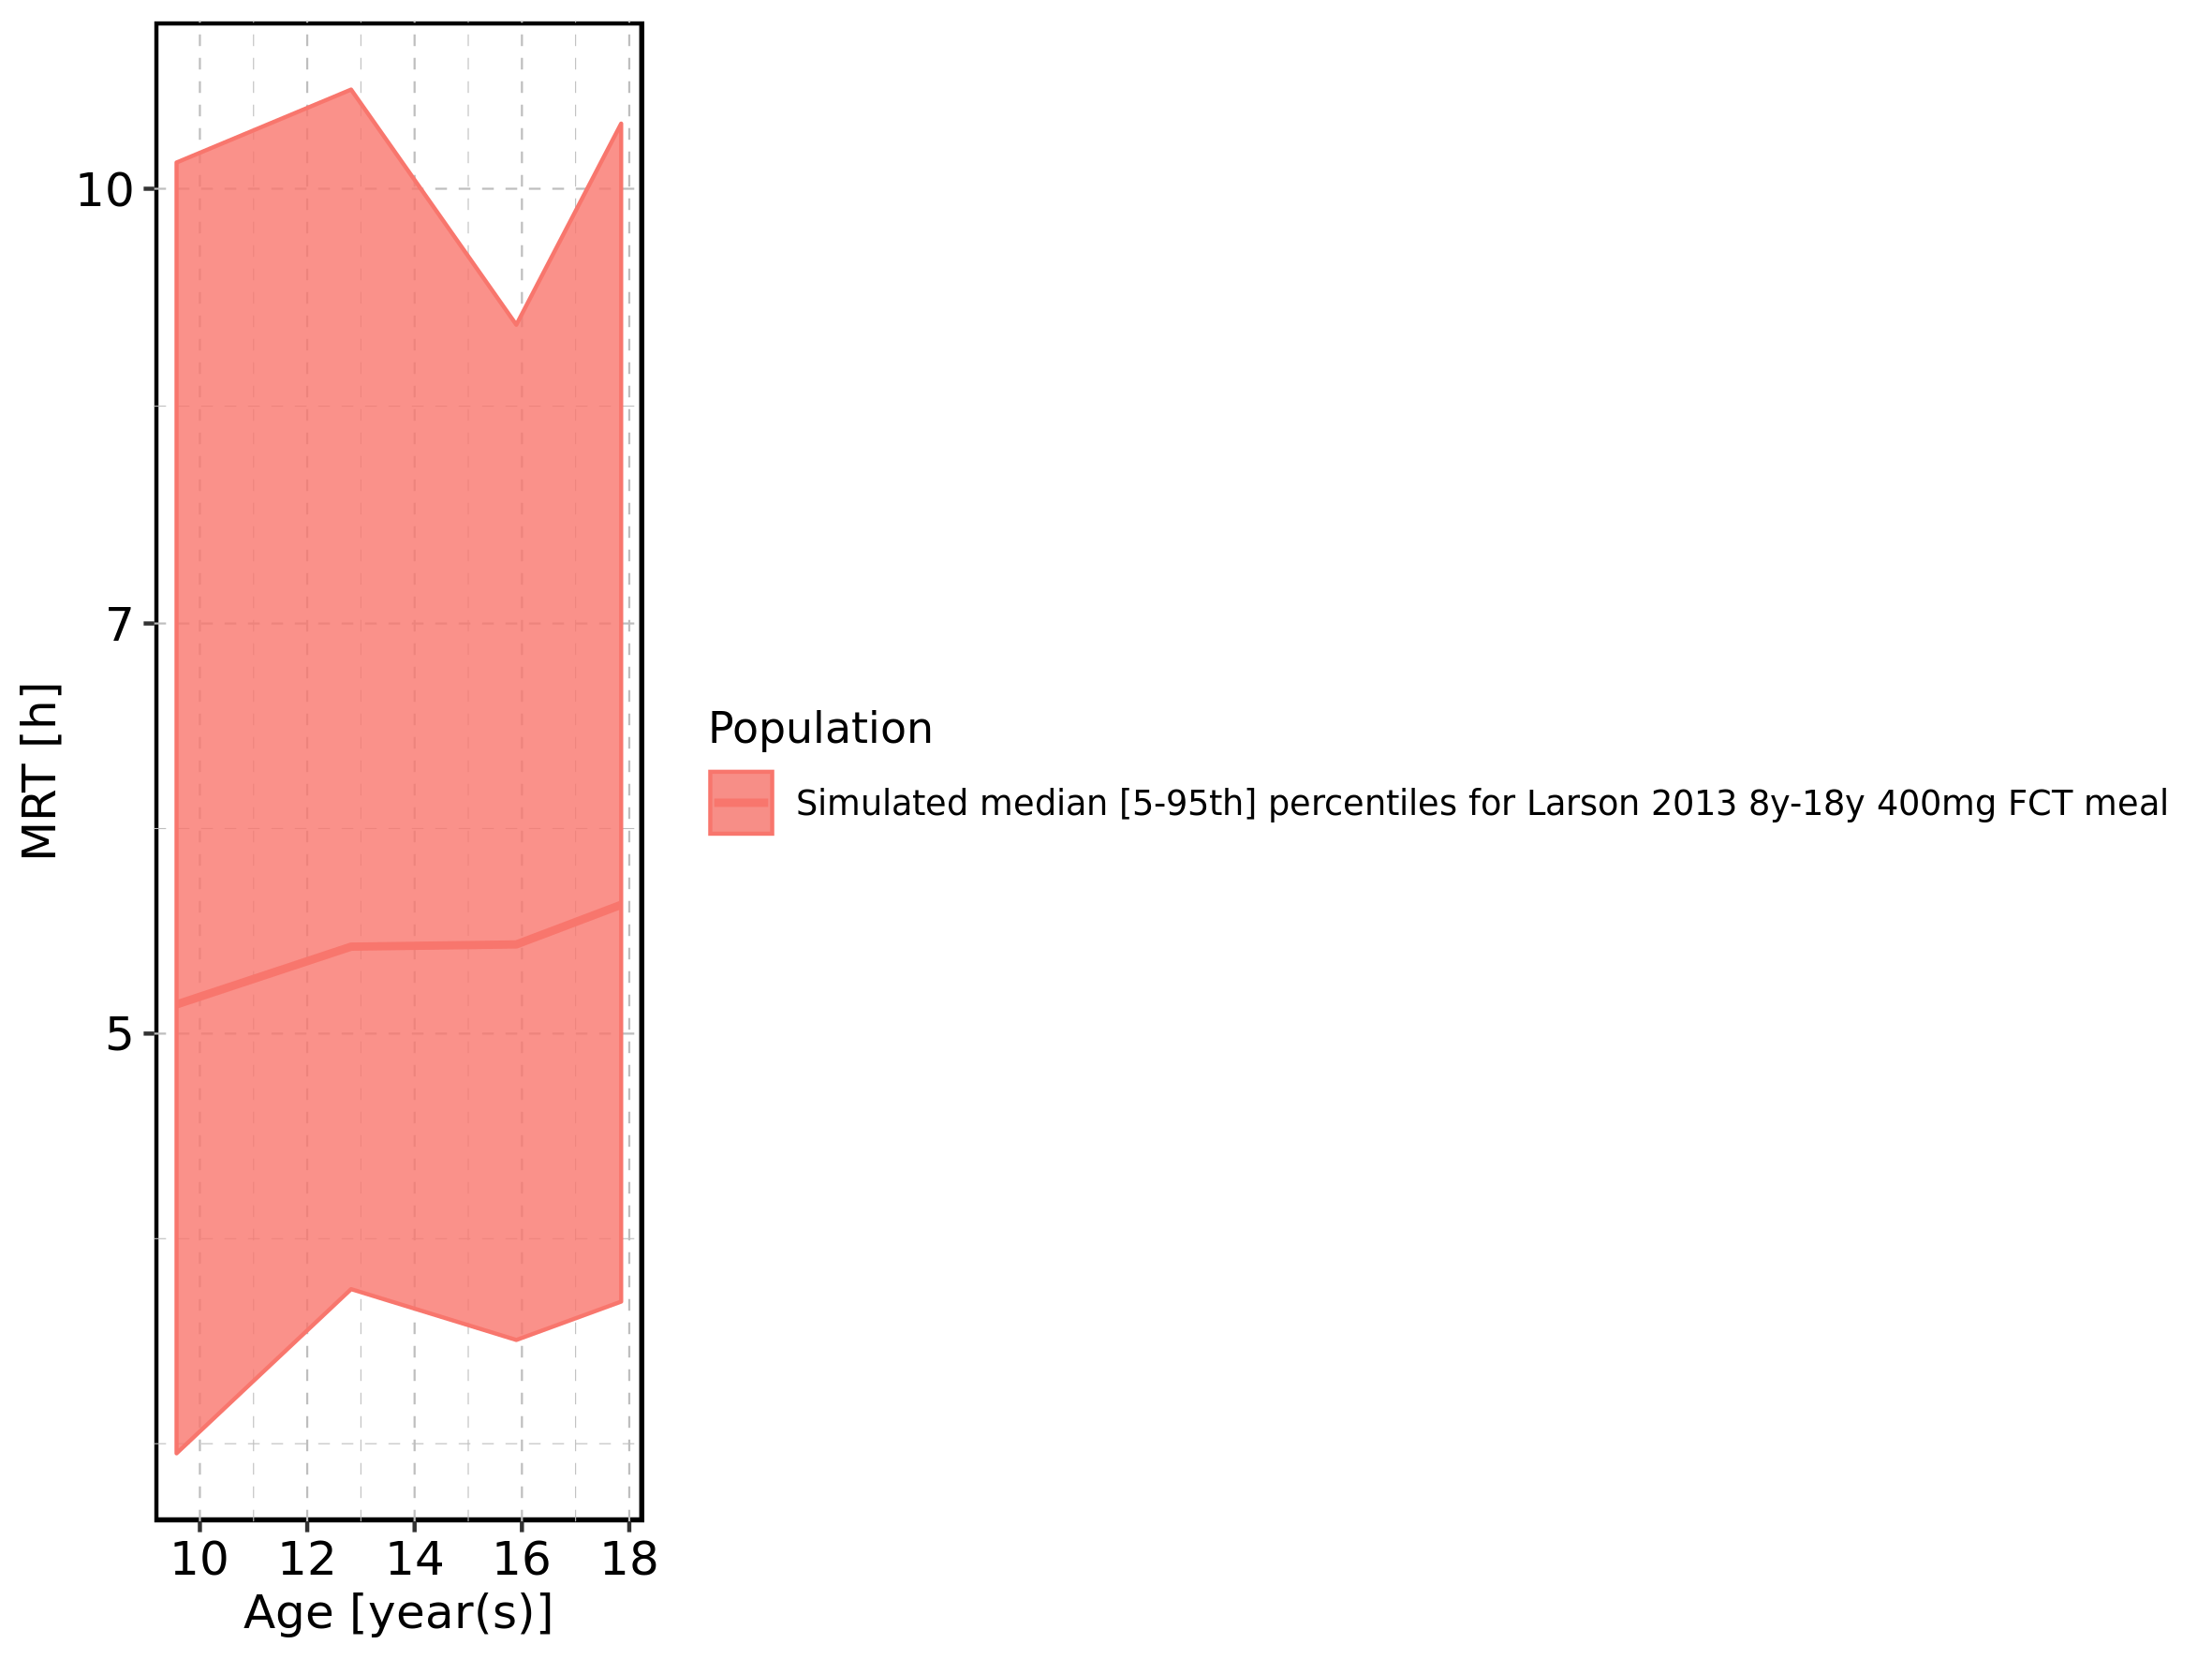 10
7
5
MRT [h]
10 12 14 16 18
Age [year(s)]
Population
Simulated median [5-95th] percentiles for Larson 2013 8y-18y 400mg FCT meal